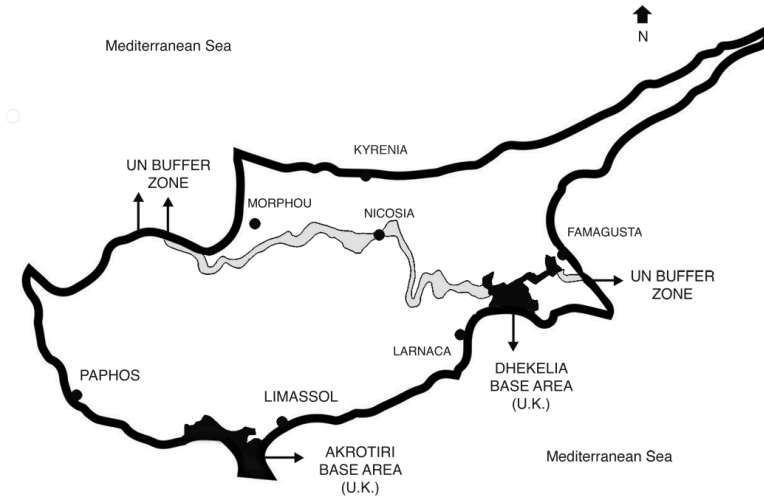 N
Mediterranean Sea
KYRENIA
UN BUFFER
ZONE
MORPHOU
NICOSIA
FAMAGUSTA
UN BUFFER
ZONE
LARNACA
DHEKELIA
BASE AREA
(U.K.)
PAPHOS
LIMASSOL
AKROTIRI
BASE AREA
(U.K.)
Mediterranean Sea